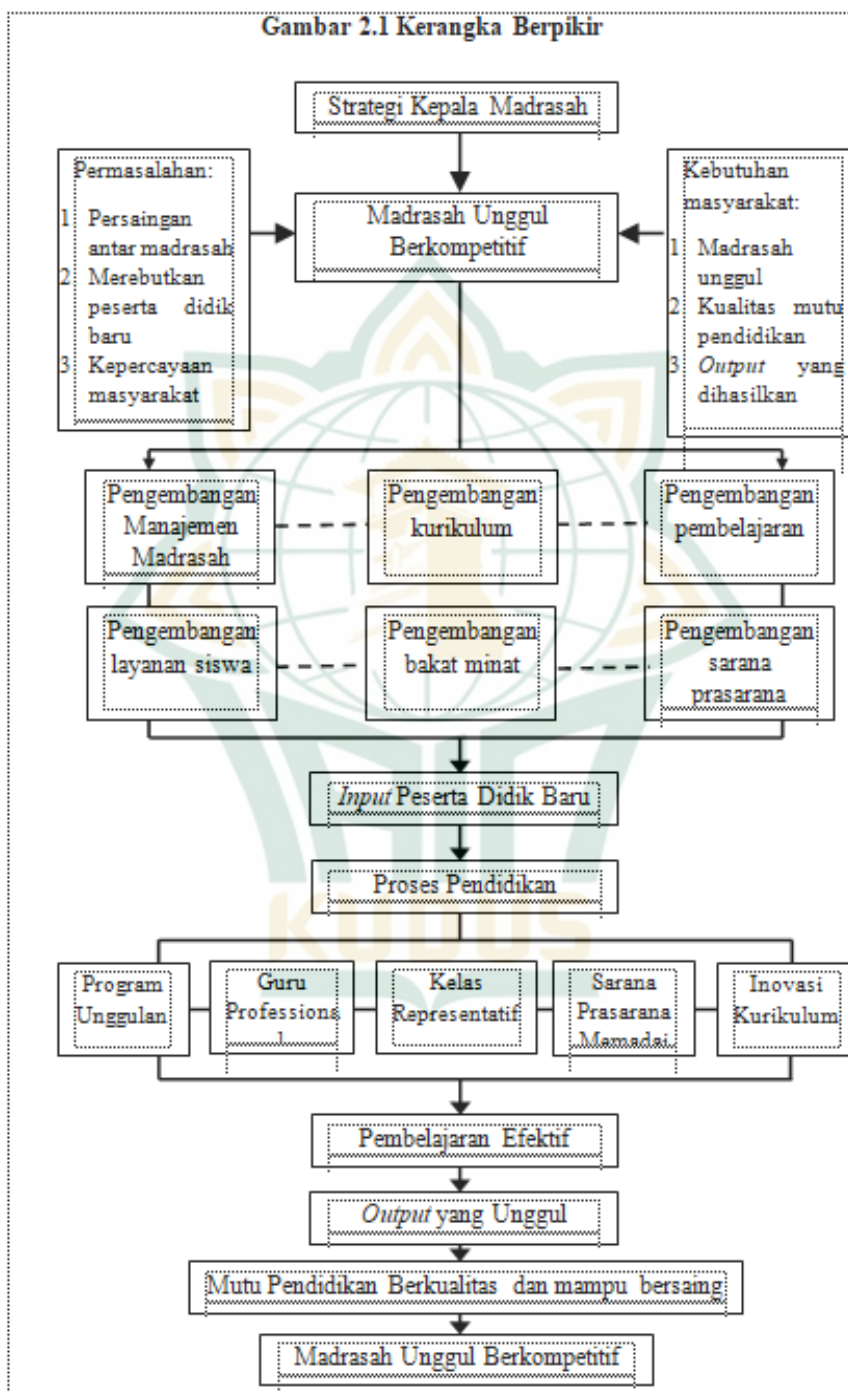 Gambar 2.1 Kerangka Berpikir
Strategi Kepala Madrasah
Permasalahan:
1. Persaingan
antar madrasah
2. Merebutkan
peserta didik
baru
3. Kepercayaan
masyarakat
Madrasah Unggul
Berkompetitif
Kebutuhan
masyarakat:
1. Madrasah
unggul
2. Kualitas mutu
pendidikan
3. Output yang
dihasilkan
Pengembangan
Manajemen
Madrasah
Pengembangan
kurikulum
Pengembangan
pembelajaran
Pengembangan
layanan siswa
Pengembangan
bakat minat
Pengembangan
sarana
prasarana
Input Peserta Didik Baru
Proses Pendidikan
KUDUS
Program
Unggulan
Guru
Professiona
l
Kelas
Representatif
Sarana
Prasarana
Memadai
Inovasi
Kurikulum
Pembelajaran Efektif
Output yang Unggul
Mutu Pendidikan Berkualitas dan mampu bersaing
Madrasah Unggul Berkompetitif